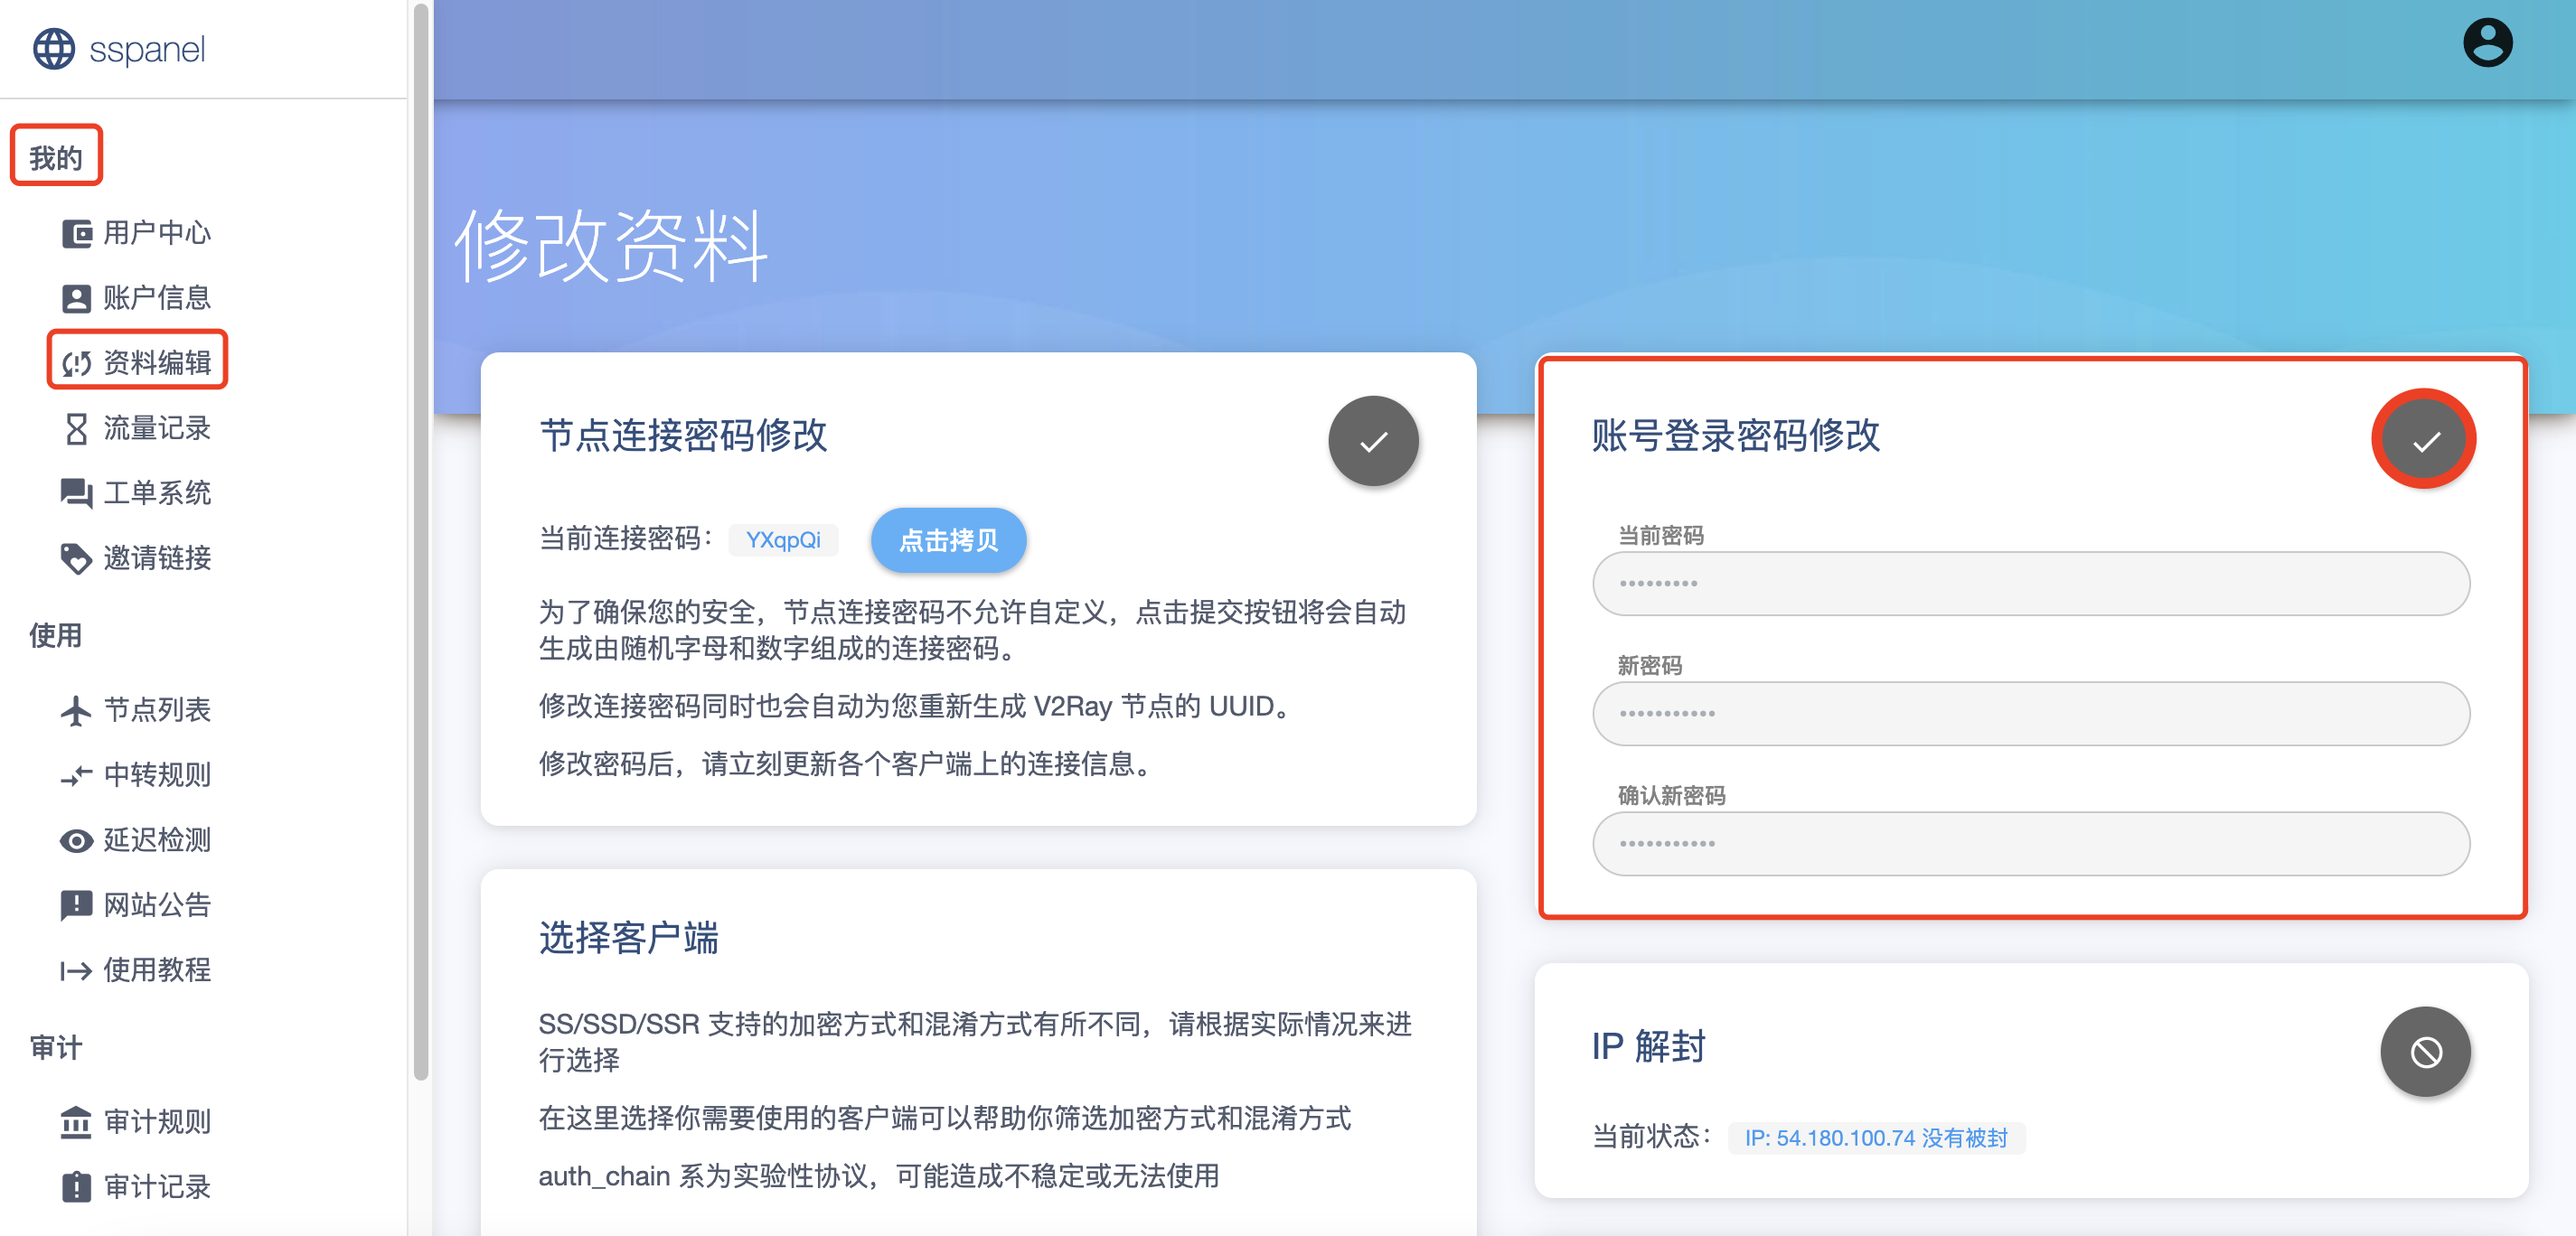 sspanel
我的
用户中心
账户信息
资料编辑
流量记录
工单系统
邀请链接
使用
节点列表
中转规则
延迟检测
网站公告
使用教程
审计
审计规则
审计记录
修改资料
节点连接密码修改
当前连接密码： YXqpQi 点击拷贝
为了确保您的安全，节点连接密码不允许自定义，点击提交按钮将会自动
生成由随机字母和数字组成的连接密码。
修改连接密码同时也会自动为您重新生成 V2Ray 节点的 UUID。
修改密码后，请立刻更新各个客户端上的连接信息。
选择客户端
SS/SSD/SSR 支持的加密方式和混淆方式有所不同，请根据实际情况来进
行选择
在这里选择你需要使用的客户端可以帮助你筛选加密方式和混淆方式
auth_chain 系为实验性协议，可能造成不稳定或无法使用
账号登录密码修改
当前密码
•••••••••
新密码
•••••••••••
确认新密码
•••••••••••
IP 解封
当前状态： IP: 54.180.100.74 没有被封